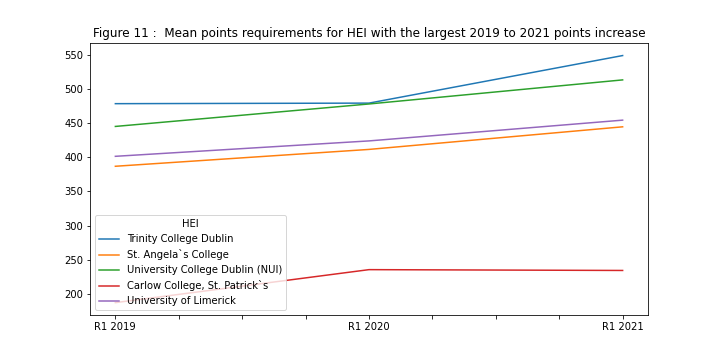 Figure 11 :  Mean points requirements for HEI with the largest 2019 to 2021 points increase
550
500
450
400
350
300
250
200
HEI
Trinity College Dublin
St. Angela`s College
University College Dublin (NUI)
Carlow College, St. Patrick`s
University of Limerick
R1 2019
R1 2020
R1 2021